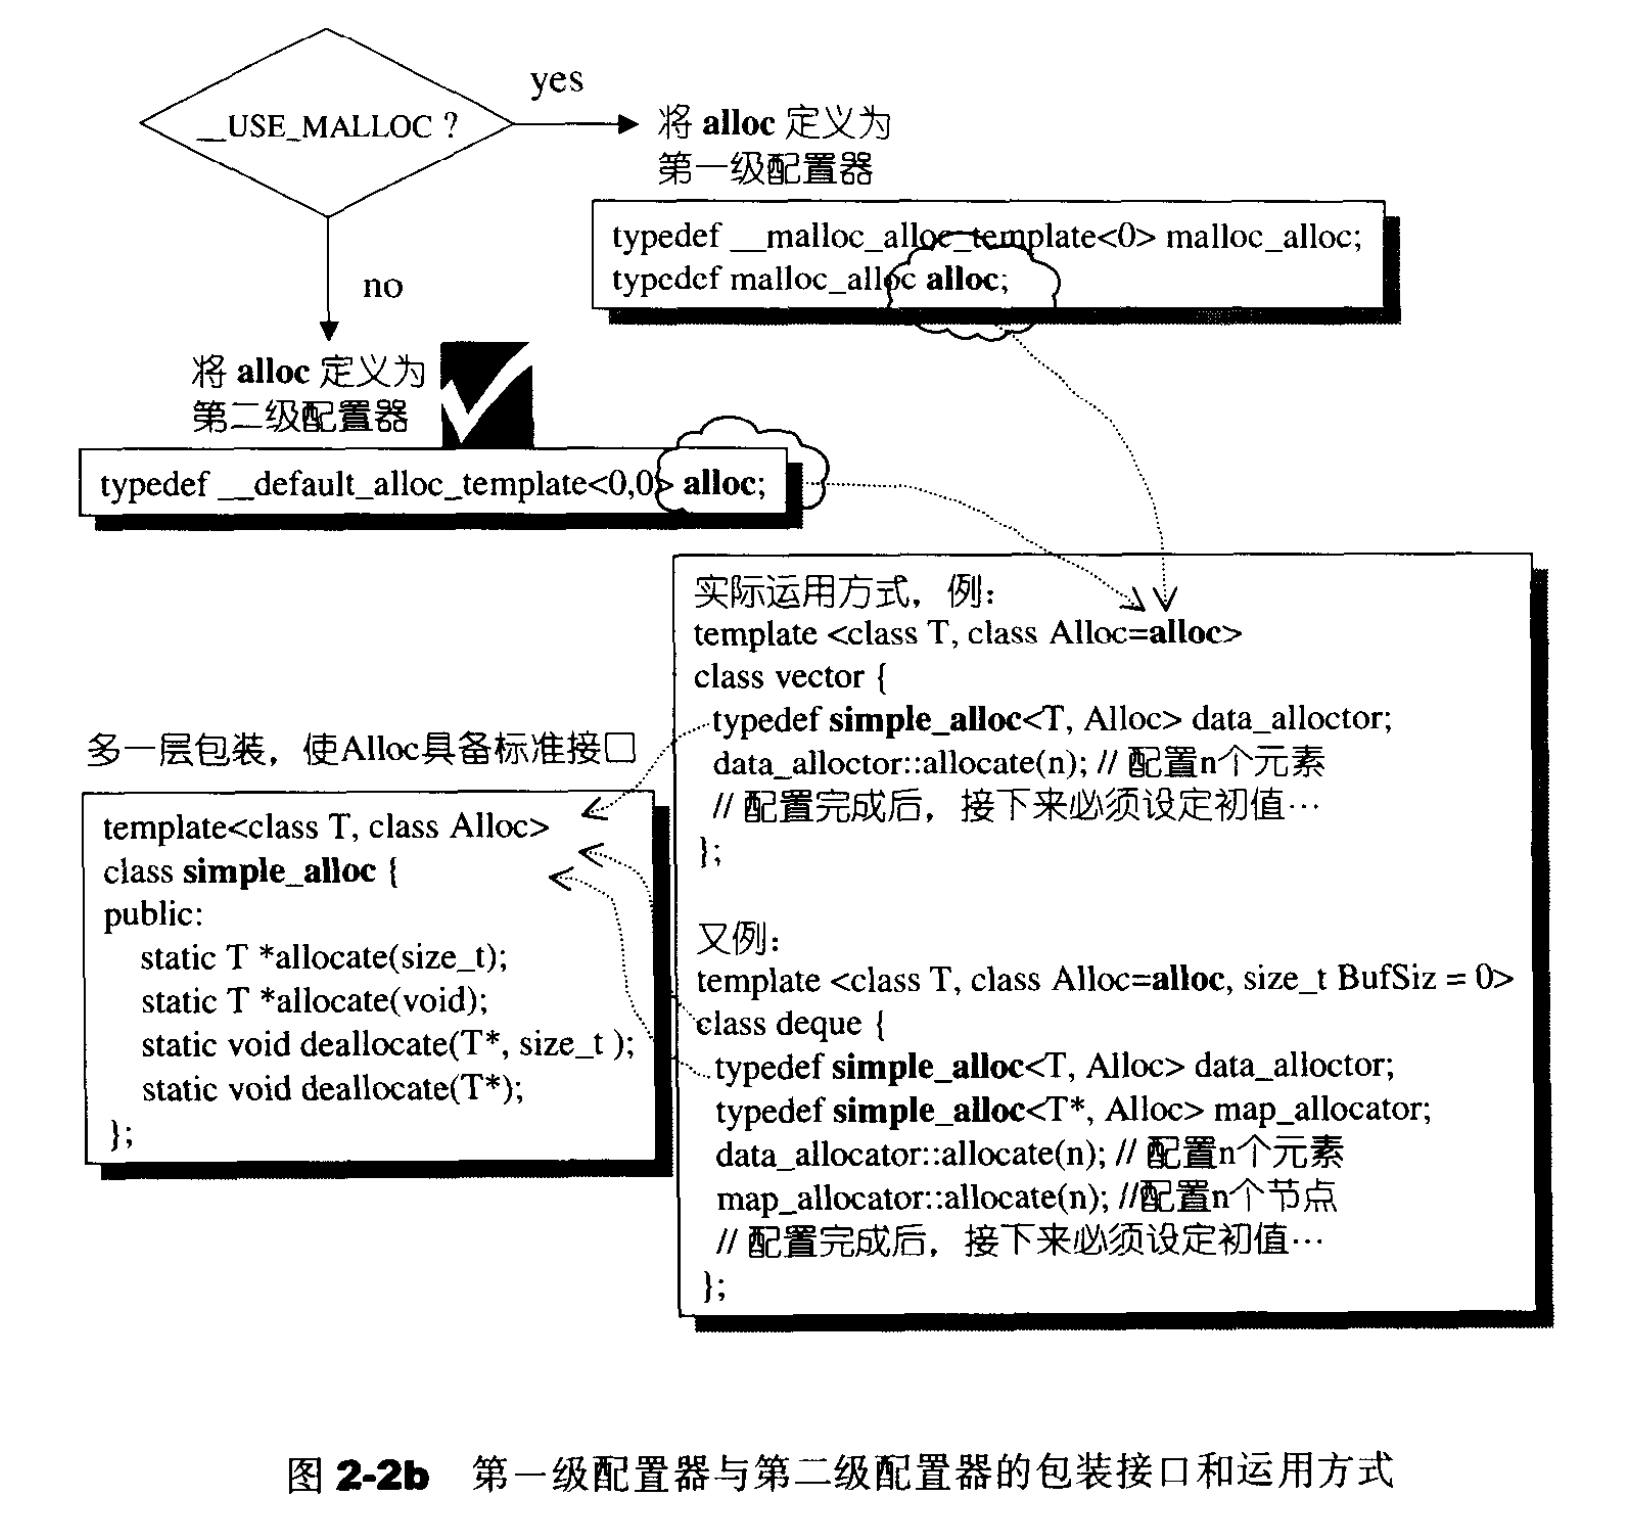 __USE_MALLOC ?
yes
将 alloc 定义为
第一级配置器
typedef __malloc_alloc_template<0> malloc_alloc;
typedef malloc_alloc alloc;
no
将 alloc 定义为
第二级配置器
typedef __default_alloc_template<0,0> alloc;
实际运用方式，例：
template <class T, class Alloc=alloc>
class vector {
typedef simple_alloc<T, Alloc> data_alloctor;
data_alloctor::allocate(n); // 配置n个元素
// 配置完成后，接下来必须设定初值…
};
又例：
template <class T, class Alloc=alloc, size_t BufSiz = 0>
class deque {
typedef simple_alloc<T, Alloc> data_alloctor;
typedef simple_alloc<T*, Alloc> map_allocator;
data_allocator::allocate(n); // 配置n个元素
map_allocator::allocate(n); //配置n个节点
// 配置完成后，接下来必须设定初值…
};
多一层包装，使Alloc具备标准接口
template<class T, class Alloc>
class simple_alloc {
public:
static T *allocate(size_t);
static T *allocate(void);
static void deallocate(T*, size_t );
static void deallocate(T*);
};
图 2-2b 第一级配置器与第二级配置器的包装接口和运用方式